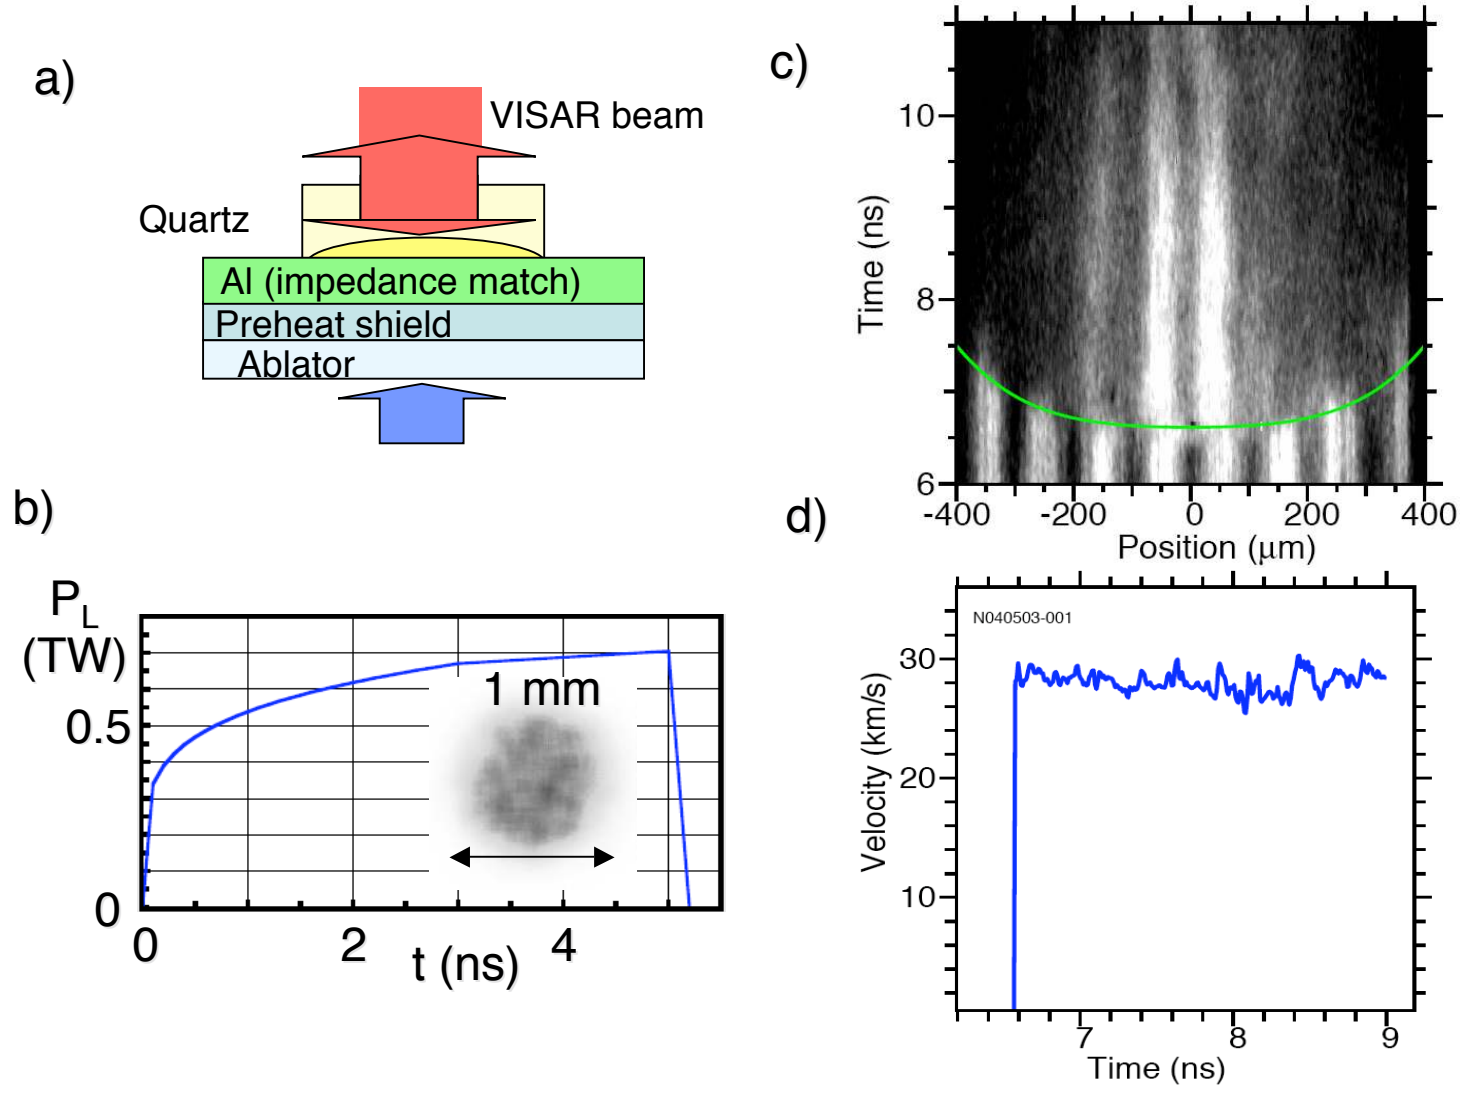 a)
VISAR beam
Quartz
Al (impedance match)
Preheat shield
Ablator
b)
P_L
(TW)
0.5
0
1 mm
0
2
4
t (ns)
c)
10
8
6
Time (ns)
-400
-200
0
200
400
Position (μm)
d)
N040503-001
30
20
10
Velocity (km/s)
7
8
9
Time (ns)